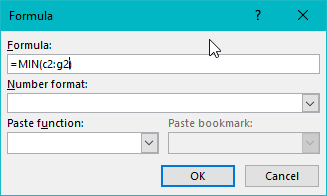 Formula
?
Formula:
=MIN(c2:g2)
Number format:
Paste function:
Paste bookmark:
OK
Cancel